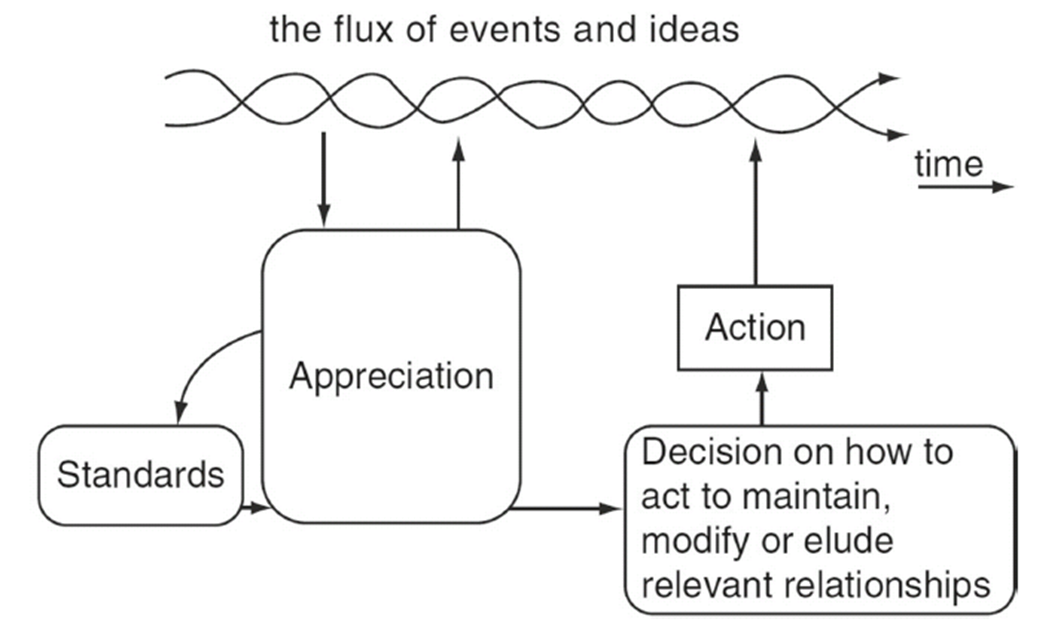 the flux of events and ideas
time
Action
Appreciation
Standards
Decision on how to
act to maintain,
modify or elude
relevant relationships